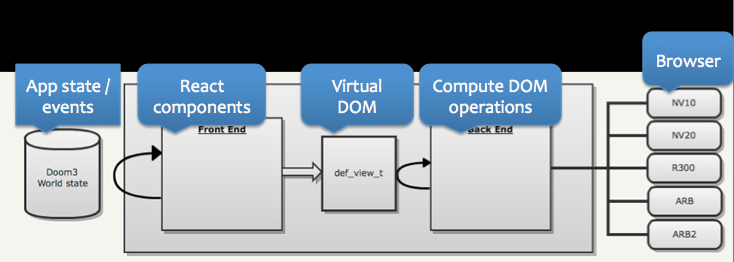 Browser
App state /
events
React
components
Virtual
DOM
Compute DOM
operations
Front End
Back End
Doom3
World state
def_view_t
NV10
NV20
R300
ARB
ARB2